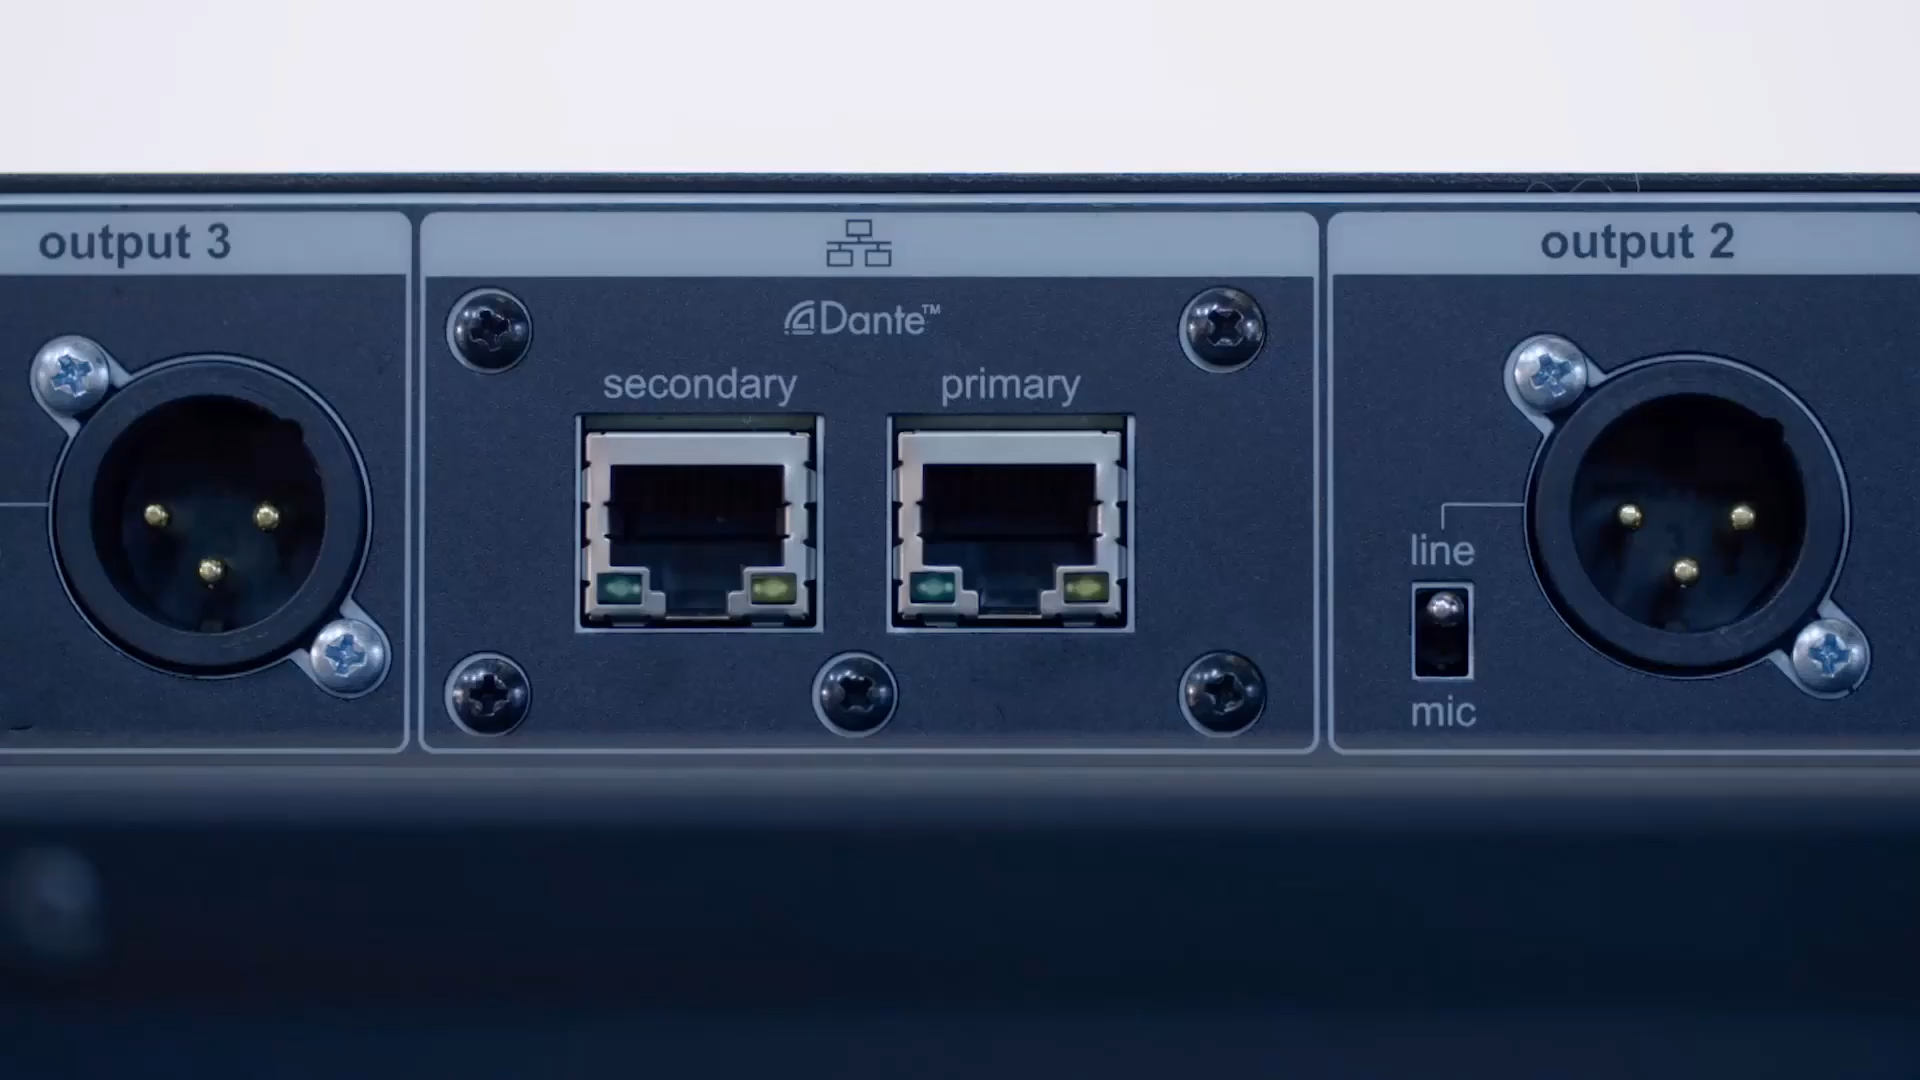 output 3
Dante™
secondary
primary
output 2
line
mic